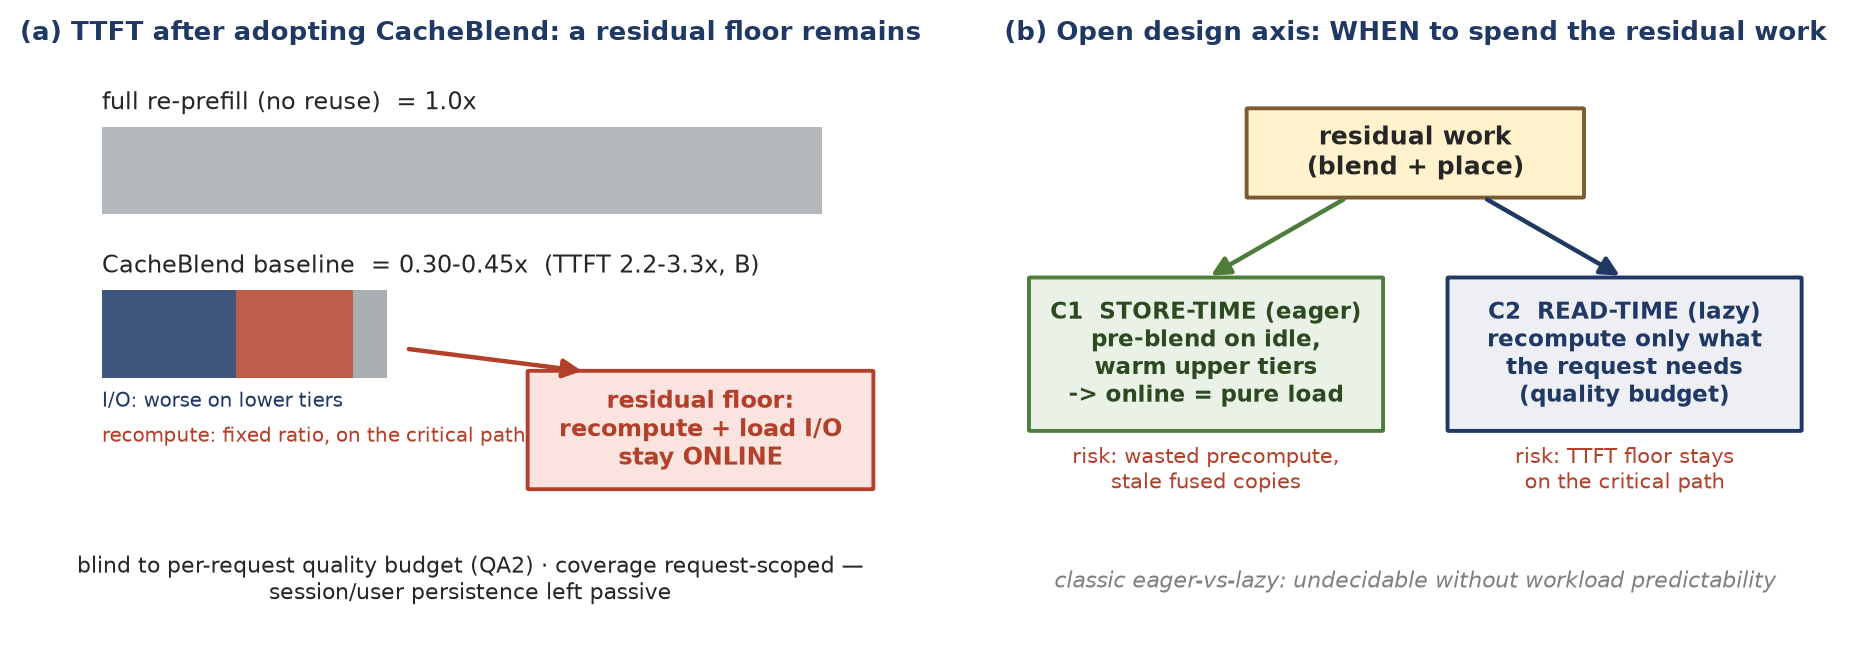 (a) TTFT after adopting CacheBlend: a residual floor remains
full re-prefill (no reuse)  = 1.0x
CacheBlend baseline  = 0.30-0.45x  (TTFT 2.2-3.3x, B)
I/O: worse on lower tiers
recompute: fixed ratio, on the critical path
residual floor:
recompute + load I/O
stay ONLINE
blind to per-request quality budget (QA2) · coverage request-scoped —
session/user persistence left passive
(b) Open design axis: WHEN to spend the residual work
residual work
(blend + place)
C1  STORE-TIME (eager)
pre-blend on idle,
warm upper tiers
-> online = pure load
risk: wasted precompute,
stale fused copies
C2  READ-TIME (lazy)
recompute only what
the request needs
(quality budget)
risk: TTFT floor stays
on the critical path
classic eager-vs-lazy: undecidable without workload predictability